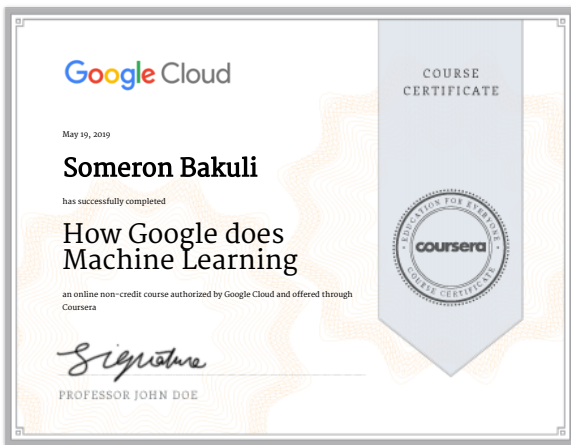 Google Cloud
COURSE
CERTIFICATE
May 19, 2019
Someron Bakuli
has successfully completed
How Google does
Machine Learning
an online non-credit course authorized by Google Cloud and offered through
Coursera
EDUCATION FOR EVERYONE
coursera
COURSE CERTIFICATE
Signature
PROFESSOR JOHN DOE